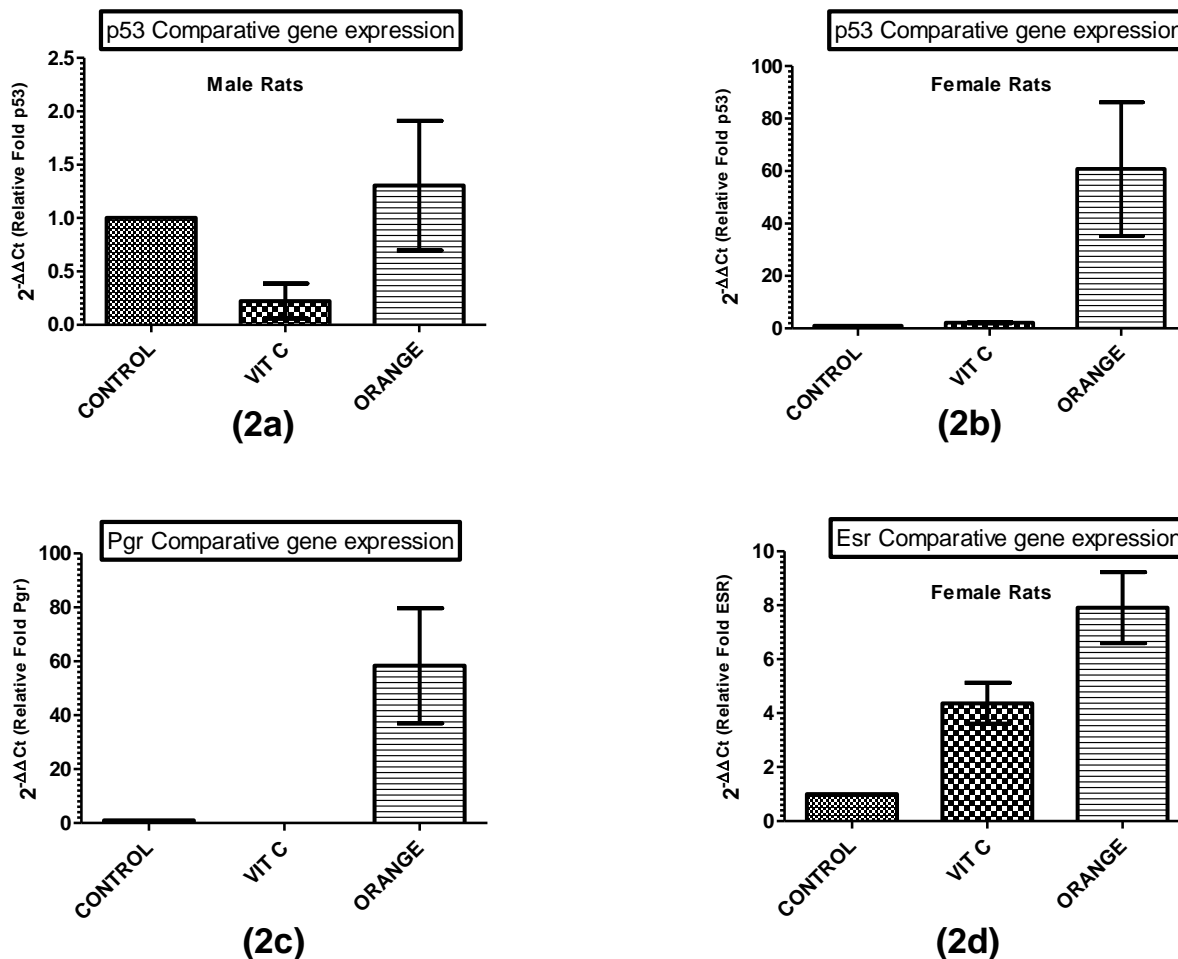 p53 Comparative gene expression
Male Rats
2-ΔΔCt (Relative Fold p53)
2.5
2.0
1.5
1.0
0.5
0.0
CONTROL
VIT C
ORANGE
(2a)
p53 Comparative gene expression
Female Rats
2-ΔΔCt (Relative Fold p53)
100
80
60
40
20
0
CONTROL
VIT C
ORANGE
(2b)
Pgr Comparative gene expression
2-ΔΔCt (Relative Fold Pgr)
100
80
60
40
20
0
CONTROL
VIT C
ORANGE
(2c)
Esr Comparative gene expression
Female Rats
2-ΔΔCt (Relative Fold ESR)
10
8
6
4
2
0
CONTROL
VIT C
ORANGE
(2d)